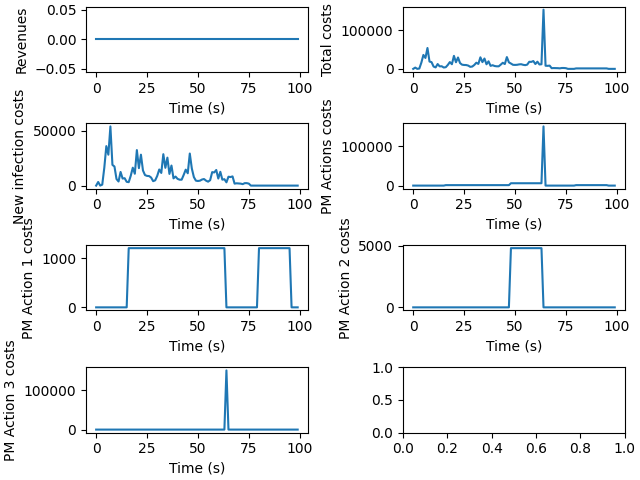 Revenues
0.05
0.00
−0.05
0 25 50 75 100
Time (s)
Total costs
100000
0
0 25 50 75 100
Time (s)
New infection costs
50000
0
0 25 50 75 100
Time (s)
PM Actions costs
100000
0
0 25 50 75 100
Time (s)
PM Action 1 costs
1000
0
0 25 50 75 100
Time (s)
PM Action 2 costs
5000
0
0 25 50 75 100
Time (s)
PM Action 3 costs
100000
0
0 25 50 75 100
Time (s)
1.0
0.5
0.0
0.0 0.2 0.4 0.6 0.8 1.0